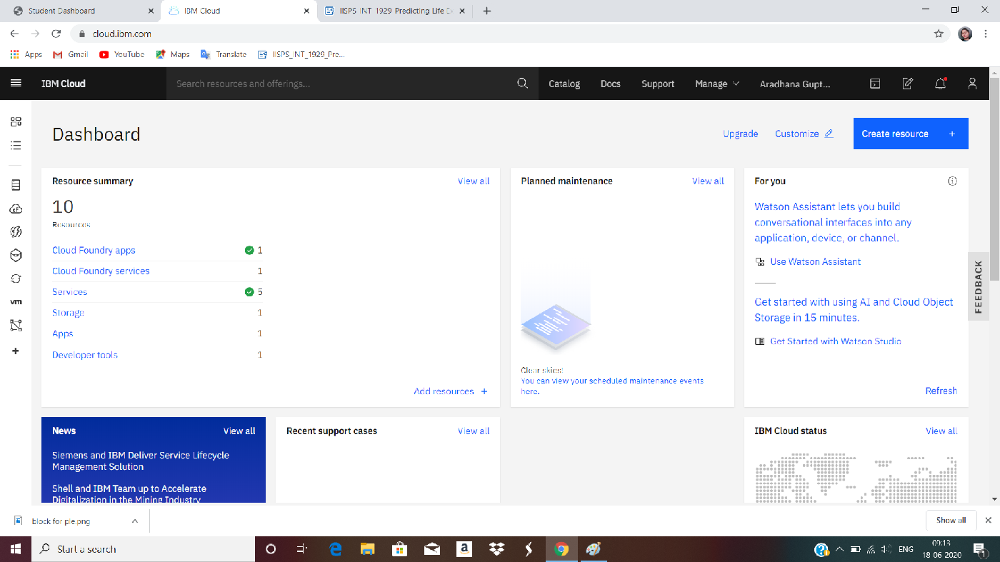 Student Dashboard
IBM Cloud
IISPS_INT_1929_Predicting Life Ex
cloud.ibm.com
Apps
Gmail
YouTube
Maps
Translate
IISPS_INT_1929_Pre...
IBM Cloud
Search resources and offerings...
Catalog
Docs
Support
Manage
Aradhana Gupt...
Dashboard
Upgrade
Customize
Create resource +
Resource summary
View all
10
Resources
Cloud Foundry apps 1
Cloud Foundry services 1
Services 5
Storage 1
Apps 1
Developer tools 1
Add resources +
Planned maintenance
View all
Clear skies!
You can view your scheduled maintenance events
here.
For you
Watson Assistant lets you build
conversational interfaces into any
application, device, or channel.
Use Watson Assistant
Get started with using AI and Cloud Object
Storage in 15 minutes.
Get Started with Watson Studio
Refresh
FEEDBACK
cf
vm
News
View all
Siemens and IBM Deliver Service Lifecycle
Management Solution
Shell and IBM Team up to Accelerate
Digitalization in the Mining Industry
Recent support cases
View all
IBM Cloud status
View all
block for ple.png
Show all
Start a search
ENG
09:13
18-06-2020
1